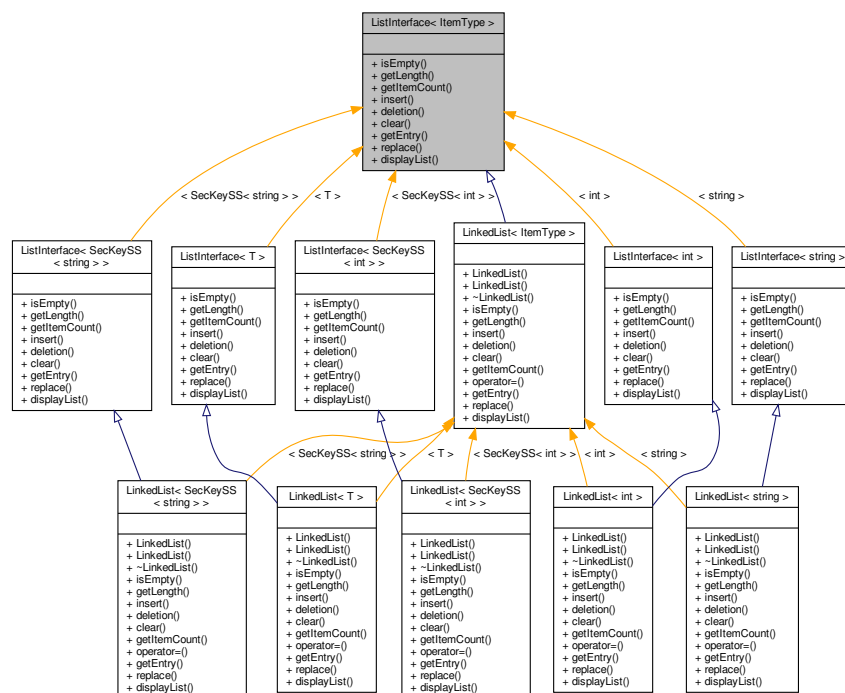 ListInterface< ItemType >
+ isEmpty()
+ getLength()
+ getItemCount()
+ insert()
+ deletion()
+ clear()
+ getEntry()
+ replace()
+ displayList()
< SecKeySS< string > >
< T >
< SecKeySS< int > >
< int >
< string >
ListInterface< SecKeySS
< string > >
+ isEmpty()
+ getLength()
+ getItemCount()
+ insert()
+ deletion()
+ clear()
+ getEntry()
+ replace()
+ displayList()
ListInterface< T >
+ isEmpty()
+ getLength()
+ getItemCount()
+ insert()
+ deletion()
+ clear()
+ getEntry()
+ replace()
+ displayList()
ListInterface< SecKeySS
< int > >
+ isEmpty()
+ getLength()
+ getItemCount()
+ insert()
+ deletion()
+ clear()
+ getEntry()
+ replace()
+ displayList()
LinkedList< ItemType >
+ LinkedList()
+ LinkedList()
+ ~LinkedList()
+ isEmpty()
+ getLength()
+ insert()
+ deletion()
+ clear()
+ getItemCount()
+ operator=()
+ getEntry()
+ replace()
+ displayList()
ListInterface< int >
+ isEmpty()
+ getLength()
+ getItemCount()
+ insert()
+ deletion()
+ clear()
+ getEntry()
+ replace()
+ displayList()
ListInterface< string >
+ isEmpty()
+ getLength()
+ getItemCount()
+ insert()
+ deletion()
+ clear()
+ getEntry()
+ replace()
+ displayList()
< SecKeySS< string > >
< T >
< SecKeySS< int > >
< int >
< string >
LinkedList< SecKeySS
< string > >
+ LinkedList()
+ LinkedList()
+ ~LinkedList()
+ isEmpty()
+ getLength()
+ insert()
+ deletion()
+ clear()
+ getItemCount()
+ operator=()
+ getEntry()
+ replace()
+ displayList()
LinkedList< T >
+ LinkedList()
+ LinkedList()
+ ~LinkedList()
+ isEmpty()
+ getLength()
+ insert()
+ deletion()
+ clear()
+ getItemCount()
+ operator=()
+ getEntry()
+ replace()
+ displayList()
LinkedList< SecKeySS
< int > >
+ LinkedList()
+ LinkedList()
+ ~LinkedList()
+ isEmpty()
+ getLength()
+ insert()
+ deletion()
+ clear()
+ getItemCount()
+ operator=()
+ getEntry()
+ replace()
+ displayList()
LinkedList< int >
+ LinkedList()
+ LinkedList()
+ ~LinkedList()
+ isEmpty()
+ getLength()
+ insert()
+ deletion()
+ clear()
+ getItemCount()
+ operator=()
+ getEntry()
+ replace()
+ displayList()
LinkedList< string >
+ LinkedList()
+ LinkedList()
+ ~LinkedList()
+ isEmpty()
+ getLength()
+ insert()
+ deletion()
+ clear()
+ getItemCount()
+ operator=()
+ getEntry()
+ replace()
+ displayList()